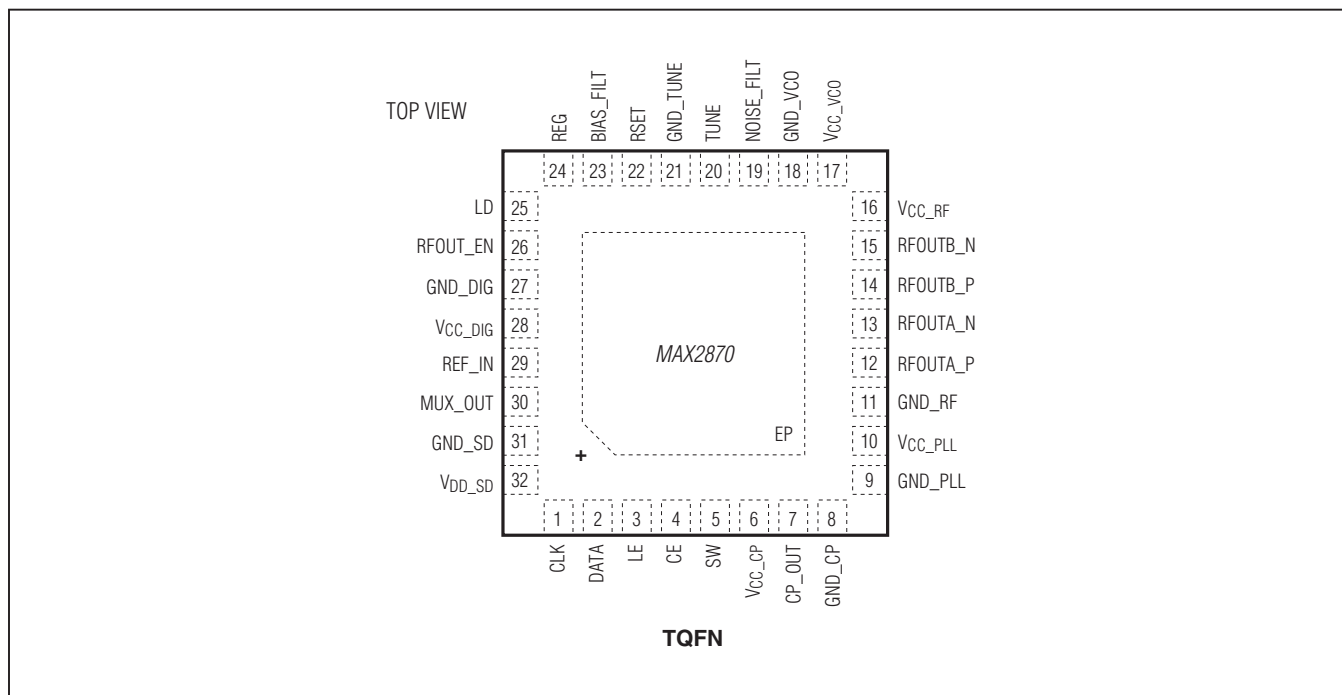 TOP VIEW
REG
BIAS_FILT
RSET
GND_TUNE
TUNE
NOISE_FILT
GND_VCO
VCC_VCO
24 23 22 21 20 19 18 17
LD 25
RFOUT_EN 26
GND_DIG 27
VCC_DIG 28
REF_IN 29
MUX_OUT 30
GND_SD 31
VDD_SD 32
MAX2870
EP
+
16 VCC_RF
15 RFOUTB_N
14 RFOUTB_P
13 RFOUTA_N
12 RFOUTA_P
11 GND_RF
10 VCC_PLL
9 GND_PLL
1 2 3 4 5 6 7 8
CLK
DATA
LE
CE
SW
VCC_CP
CP_OUT
GND_CP
TQFN